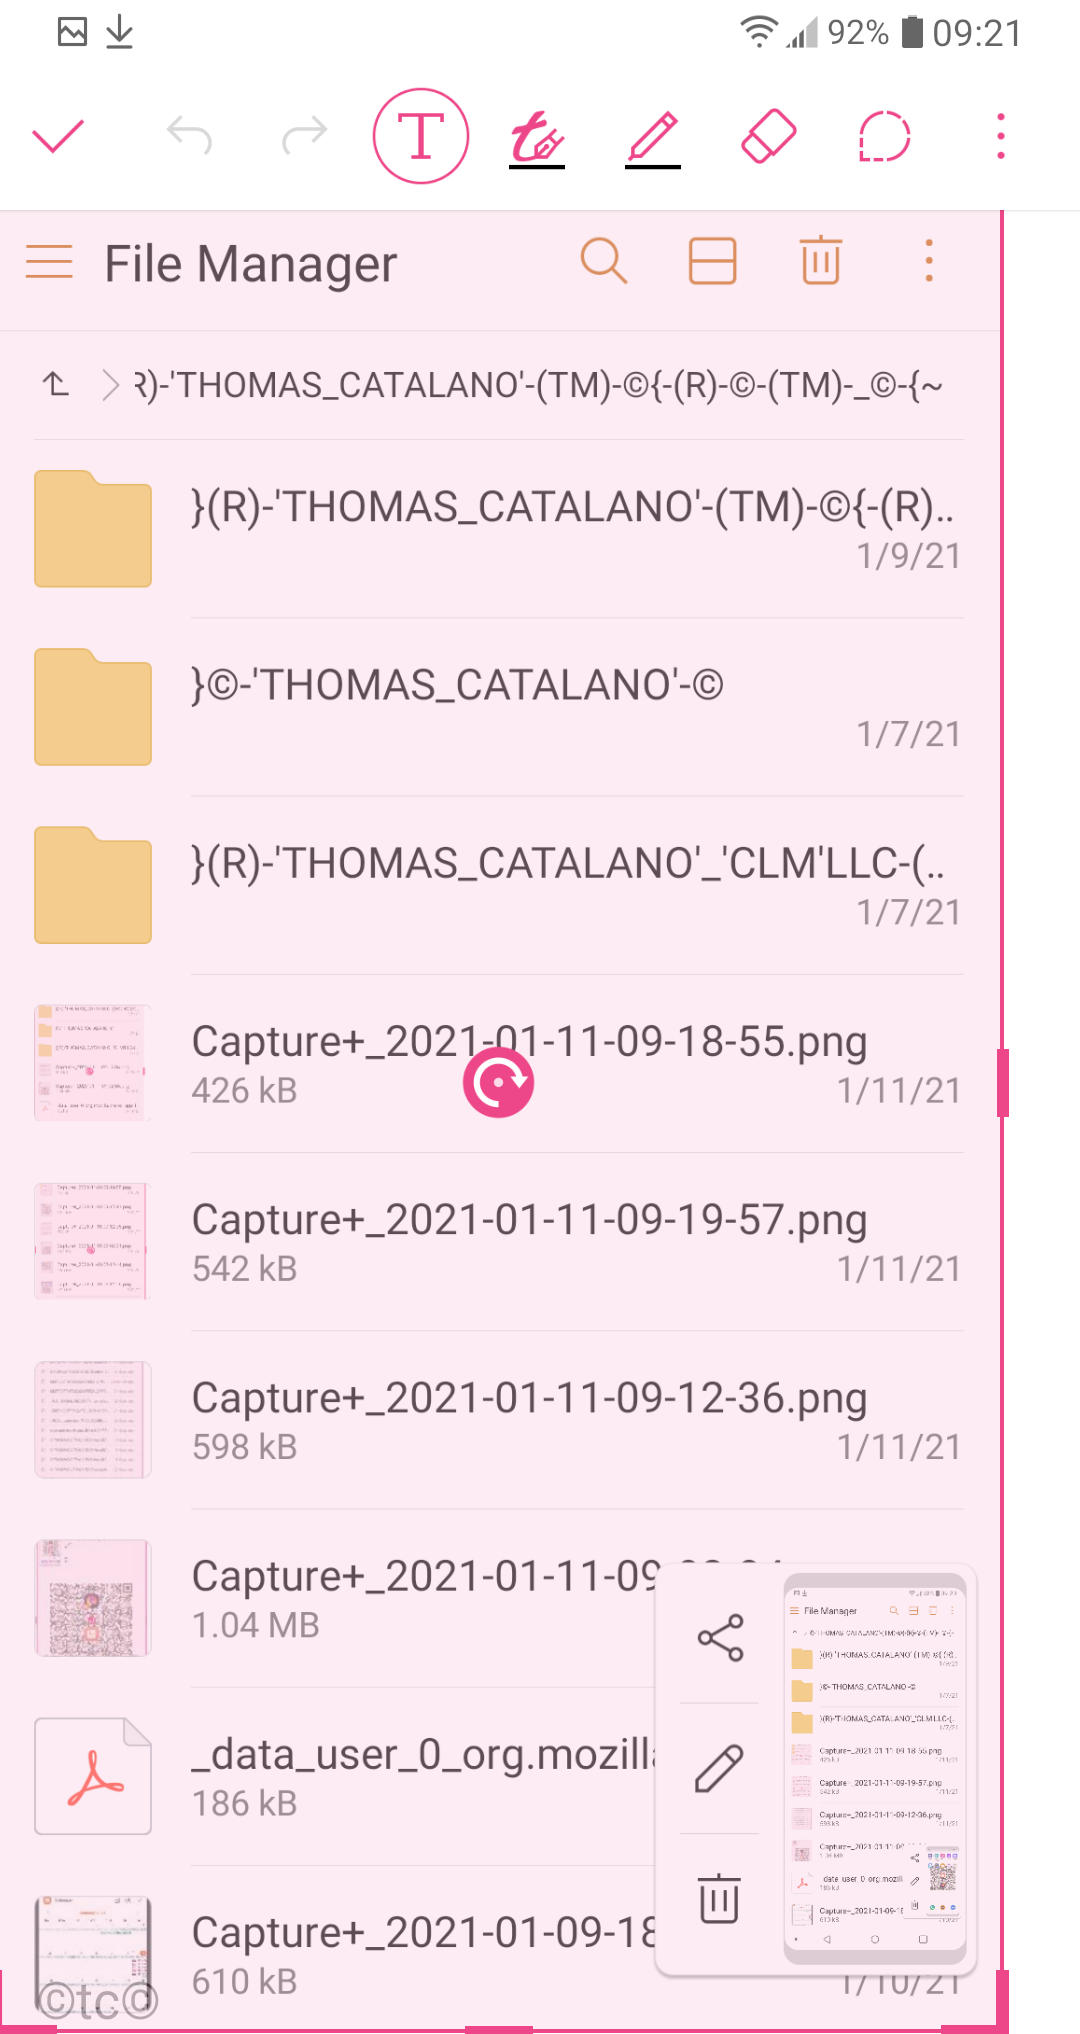 92% 09:21
T
File Manager
R)-'THOMAS_CATALANO'-(TM)-©{-(R)-©-(TM)-_©-{~
}(R)-'THOMAS_CATALANO'-(TM)-©{-(R)..
1/9/21
}©-'THOMAS_CATALANO'-©
1/7/21
}(R)-'THOMAS_CATALANO'_'CLM'LLC-(..
1/7/21
Capture+_2021-01-11-09-18-55.png
426 kB 1/11/21
Capture+_2021-01-11-09-19-57.png
542 kB 1/11/21
Capture+_2021-01-11-09-12-36.png
598 kB 1/11/21
Capture+_2021-01-11-09
1.04 MB
_data_user_0_org.mozilla
186 kB
Capture+_2021-01-09-18
610 kB 1/10/21
©tc©
File Manager